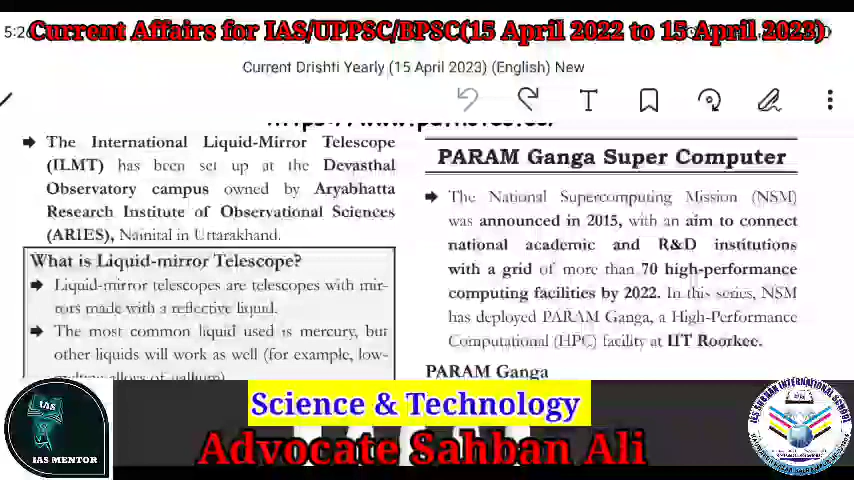 Current Affairs for IAS/UPPSC/BPSC(15 April 2022 to 15 April 2023)
Current Drishti Yearly (15 April 2023) (English) New
➡ The International Liquid-Mirror Telescope
(ILMT) has been set up at the Devasthal
Observatory campus owned by Aryabhatta
Research Institute of Observational Sciences
(ARIES), Nainital in Uttarakhand.
What is Liquid-mirror Telescope?
➡ Liquid-mirror telescopes are telescopes with mir-
rors made with a reflective liquid.
➡ The most common liquid used is mercury, but
other liquids will work as well (for example, low-
PARAM Ganga Super Computer
➡ The National Supercomputing Mission (NSM)
was announced in 2015, with an aim to connect
national academic and R&D institutions
with a grid of more than 70 high-performance
computing facilities by 2022. In this series, NSM
has deployed PARAM Ganga, a High-Performance
Computational (HPC) facility at IIT Roorkee.
PARAM Ganga
Science & Technology
Advocate Sahban Ali
IAS
IAS MENTOR